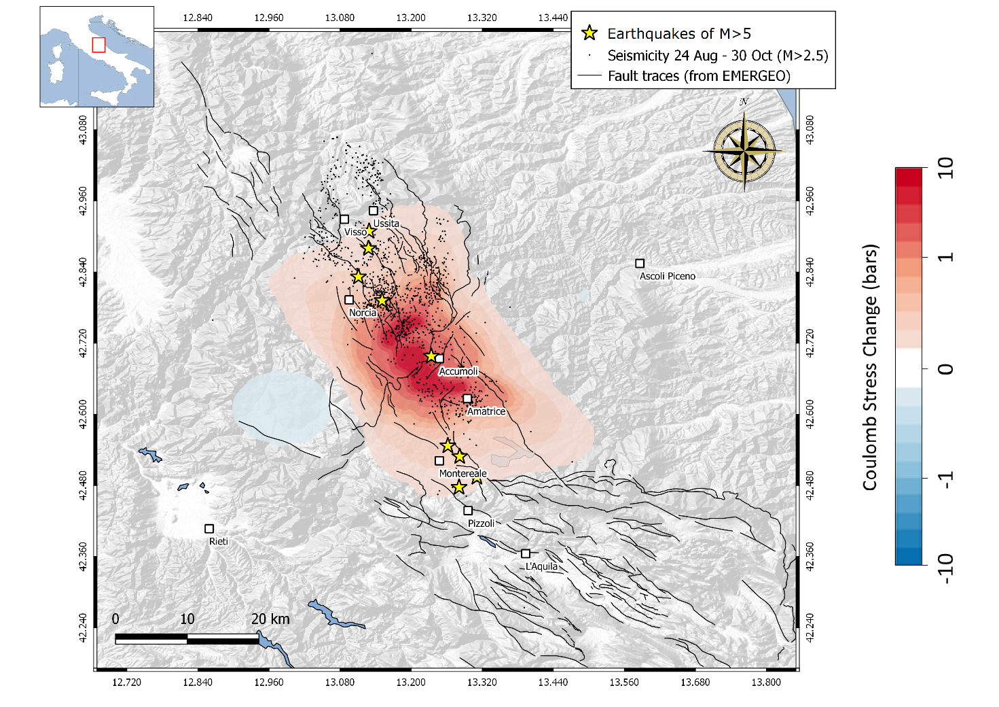 12.840 12.960 13.080 13.200 13.320 13.440
Earthquakes of M>5
Seismicity 24 Aug - 30 Oct (M>2.5)
Fault traces (from EMERGEO)
N
43.080
42.960
42.840
42.720
42.600
42.480
42.360
42.240
Ussita
Visso
Norcia
Accumoli
Amatrice
Montereale
Pizzoli
L'Aquila
Rieti
Ascoli Piceno
0 10 20 km
43.080
42.960
42.840
42.720
42.600
42.480
42.360
42.240
12.720 12.840 12.960 13.080 13.200 13.320 13.440 13.560 13.680 13.800
Coulomb Stress Change (bars)
10
1
0
-1
-10